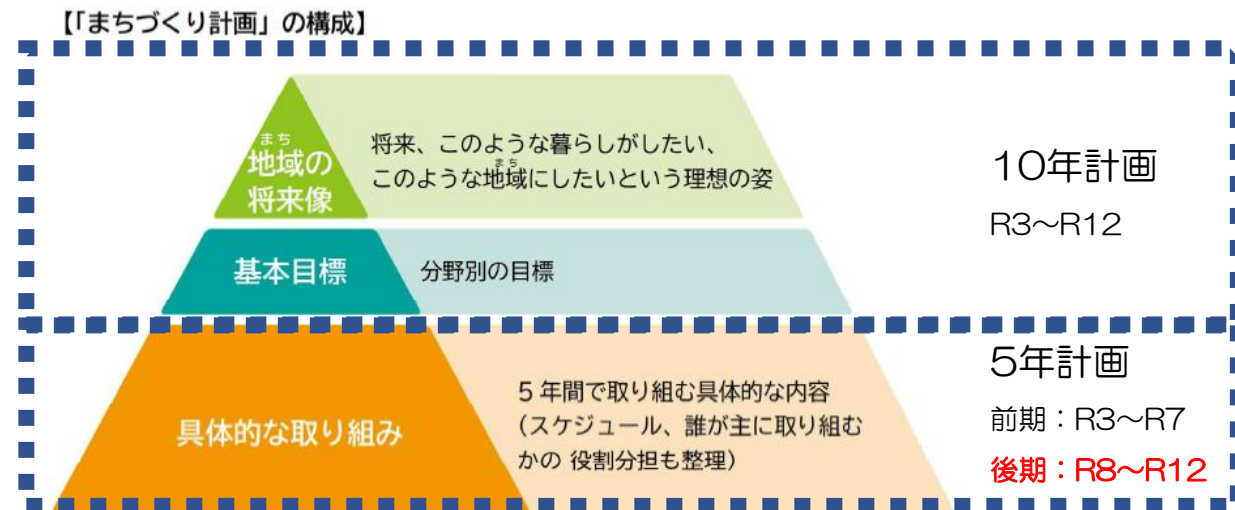 【「まちづくり計画」の構成】
まち
地域の
将来像
将来、このような暮らしがしたい、
まち
このような地域にしたいという理想の姿
10年計画
R3～R12
基本目標
分野別の目標
具体的な取り組み
5年間で取り組む具体的な内容
（スケジュール、誰が主に取り組む
かの 役割分担も整理）
5年計画
前期：R3～R7
後期：R8～R12